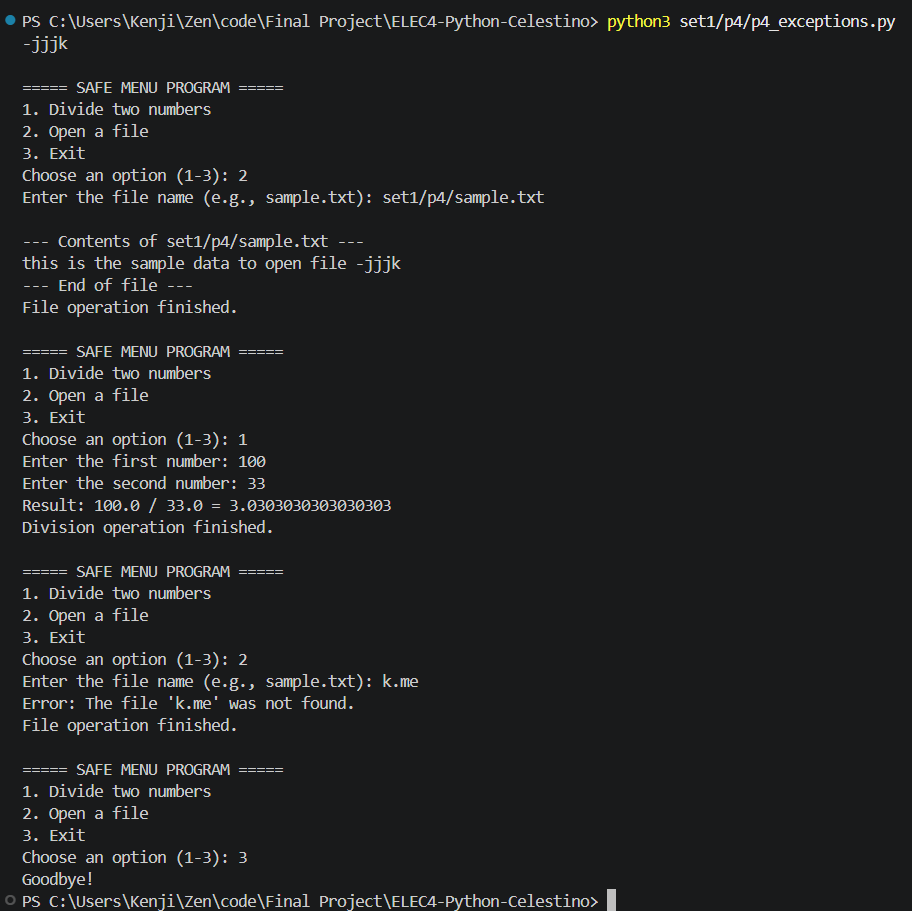 PS C:\Users\Kenji\Zen\code\Final Project\ELEC4-Python-Celestino> python3 set1/p4/p4_exceptions.py
-jjjk
===== SAFE MENU PROGRAM =====
1. Divide two numbers
2. Open a file
3. Exit
Choose an option (1-3): 2
Enter the file name (e.g., sample.txt): set1/p4/sample.txt
--- Contents of set1/p4/sample.txt ---
this is the sample data to open file -jjjk
--- End of file ---
File operation finished.
===== SAFE MENU PROGRAM =====
1. Divide two numbers
2. Open a file
3. Exit
Choose an option (1-3): 1
Enter the first number: 100
Enter the second number: 33
Result: 100.0 / 33.0 = 3.0303030303030303
Division operation finished.
===== SAFE MENU PROGRAM =====
1. Divide two numbers
2. Open a file
3. Exit
Choose an option (1-3): 2
Enter the file name (e.g., sample.txt): k.me
Error: The file 'k.me' was not found.
File operation finished.
===== SAFE MENU PROGRAM =====
1. Divide two numbers
2. Open a file
3. Exit
Choose an option (1-3): 3
Goodbye!
PS C:\Users\Kenji\Zen\code\Final Project\ELEC4-Python-Celestino>